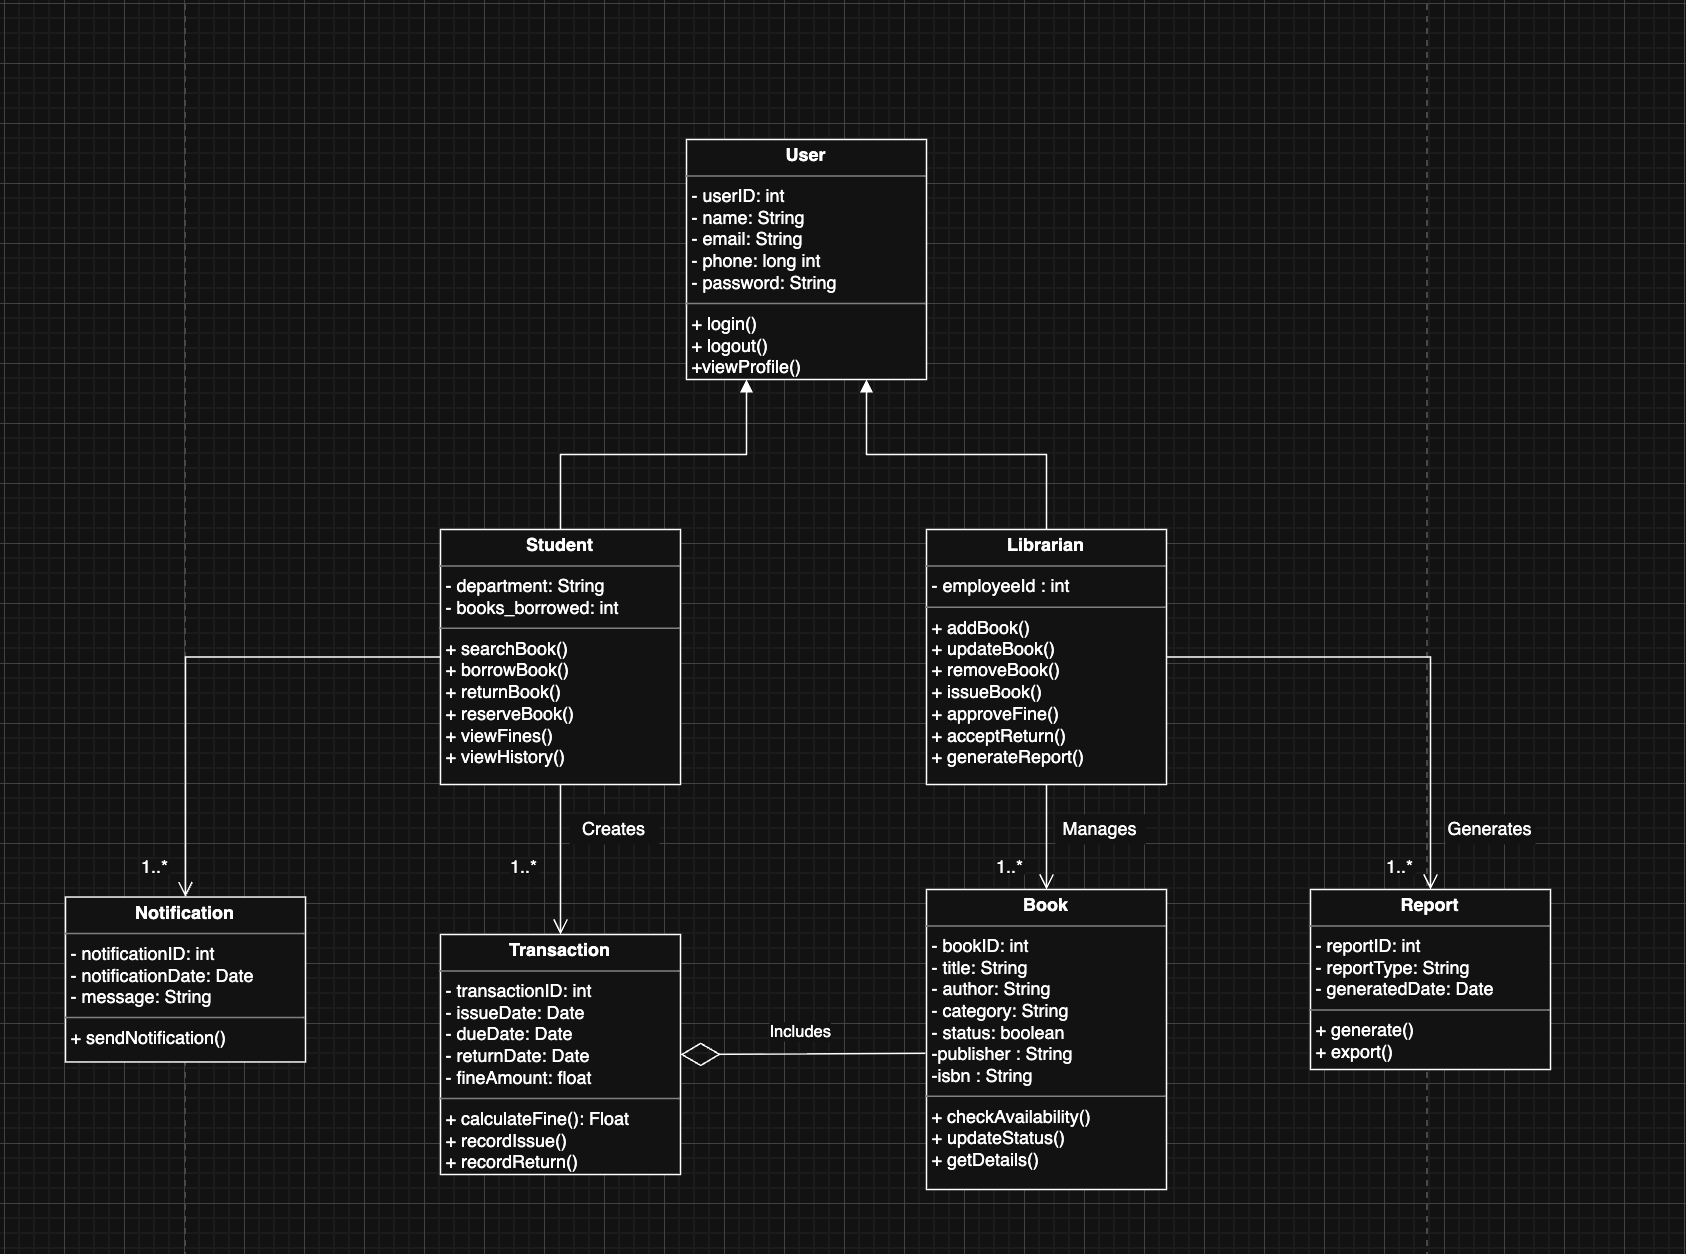 User
- userID: int
- name: String
- email: String
- phone: long int
- password: String
+ login()
+ logout()
+viewProfile()
Student
- department: String
- books_borrowed: int
+ searchBook()
+ borrowBook()
+ returnBook()
+ reserveBook()
+ viewFines()
+ viewHistory()
Librarian
- employeeId : int
+ addBook()
+ updateBook()
+ removeBook()
+ issueBook()
+ approveFine()
+ acceptReturn()
+ generateReport()
Creates
Manages
Generates
1..*
1..*
1..*
1..*
Notification
- notificationID: int
- notificationDate: Date
- message: String
+ sendNotification()
Transaction
- transactionID: int
- issueDate: Date
- dueDate: Date
- returnDate: Date
- fineAmount: float
+ calculateFine(): Float
+ recordIssue()
+ recordReturn()
Includes
Book
- bookID: int
- title: String
- author: String
- category: String
- status: boolean
-publisher : String
-isbn : String
+ checkAvailability()
+ updateStatus()
+ getDetails()
Report
- reportID: int
- reportType: String
- generatedDate: Date
+ generate()
+ export()